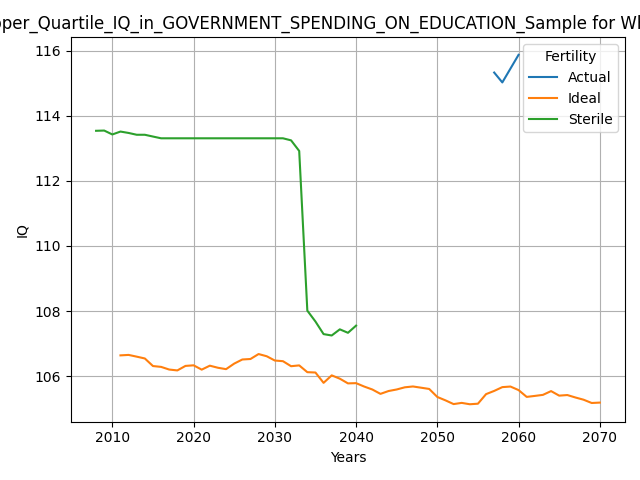 pper_Quartile_IQ_in_GOVERNMENT_SPENDING_ON_EDUCATION_Sample for Wh
116
114
112
110
108
106
IQ
Fertility
Actual
Ideal
Sterile
2010 2020 2030 2040 2050 2060 2070
Years